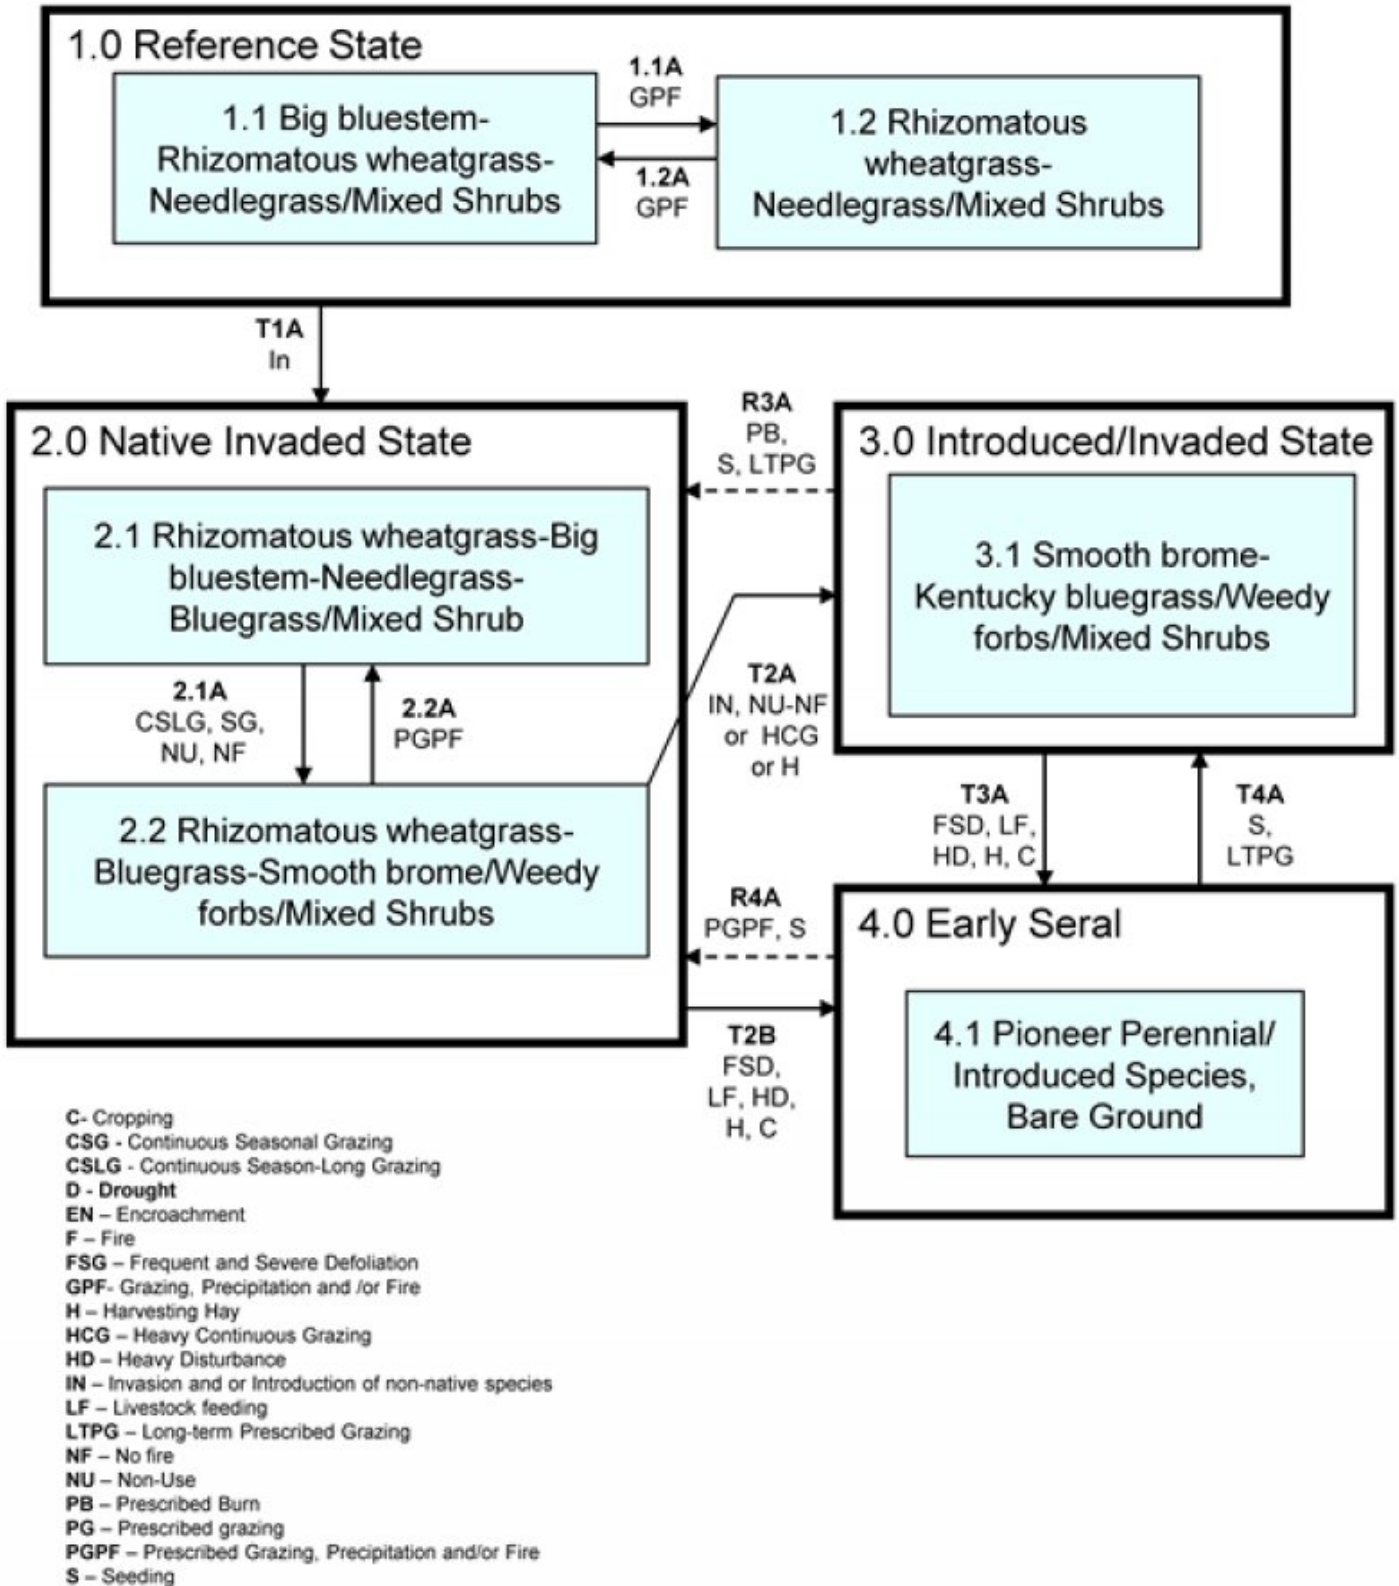 1.0 Reference State
1.1 Big bluestem-
Rhizomatous wheatgrass-
Needlegrass/Mixed Shrubs
1.1A
GPF
1.2A
GPF
1.2 Rhizomatous
wheatgrass-
Needlegrass/Mixed Shrubs
T1A
In
2.0 Native Invaded State
2.1 Rhizomatous wheatgrass-Big
bluestem-Needlegrass-
Bluegrass/Mixed Shrub
2.1A
CSLG, SG,
NU, NF
2.2A
PGPF
2.2 Rhizomatous wheatgrass-
Bluegrass-Smooth brome/Weedy
forbs/Mixed Shrubs
R3A
PB,
S, LTPG
3.0 Introduced/Invaded State
3.1 Smooth brome-
Kentucky bluegrass/Weedy
forbs/Mixed Shrubs
T2A
IN, NU-NF
or HCG
or H
T3A
FSD, LF,
HD, H, C
T4A
S,
LTPG
R4A
PGPF, S
T2B
FSD,
LF, HD,
H, C
4.0 Early Seral
4.1 Pioneer Perennial/
Introduced Species,
Bare Ground
C- Cropping
CSG - Continuous Seasonal Grazing
CSLG - Continuous Season-Long Grazing
D - Drought
EN – Encroachment
F – Fire
FSG – Frequent and Severe Defoliation
GPF- Grazing, Precipitation and /or Fire
H – Harvesting Hay
HCG – Heavy Continuous Grazing
HD – Heavy Disturbance
IN – Invasion and or Introduction of non-native species
LF – Livestock feeding
LTPG – Long-term Prescribed Grazing
NF – No fire
NU – Non-Use
PB – Prescribed Burn
PG – Prescribed grazing
PGPF – Prescribed Grazing, Precipitation and/or Fire
S – Seeding